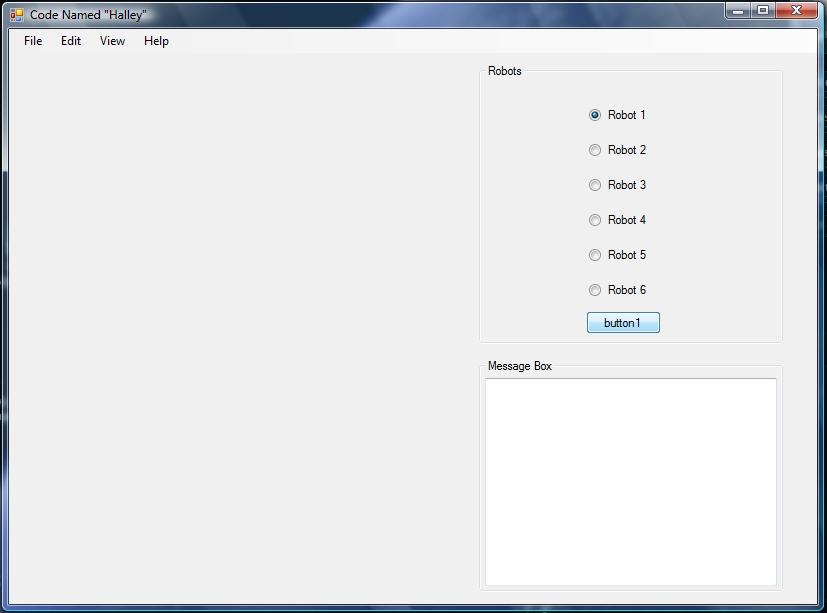 Code Named "Halley"
File Edit View Help
Robots
Robot 1
Robot 2
Robot 3
Robot 4
Robot 5
Robot 6
button1
Message Box